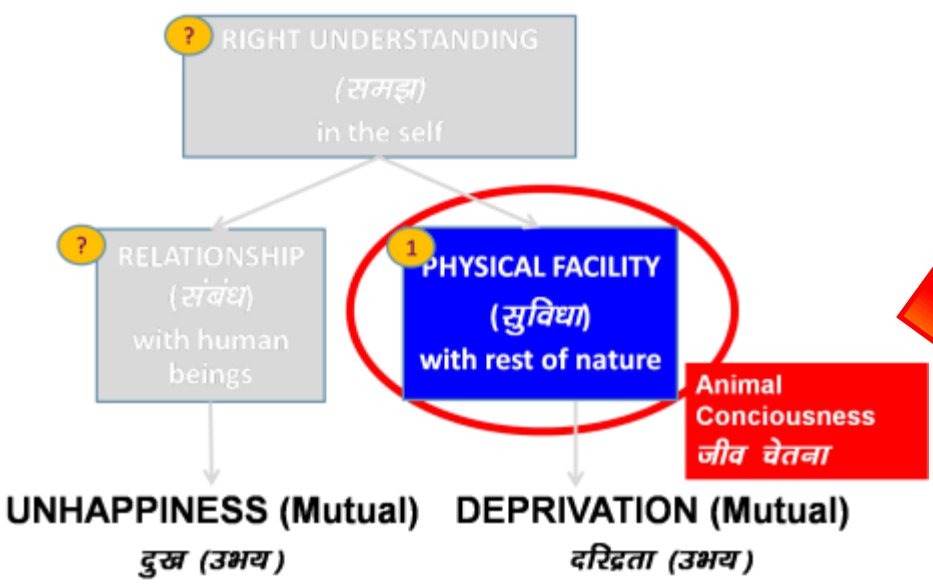 ? RIGHT UNDERSTANDING
(समझ)
in the self
? RELATIONSHIP
(संबंध)
with human
beings
1 PHYSICAL FACILITY
(सुविधा)
with rest of nature
Animal
Conciousness
जीव चेतना
UNHAPPINESS (Mutual)
दुख (उभय)
DEPRIVATION (Mutual)
दरिद्रता (उभय)